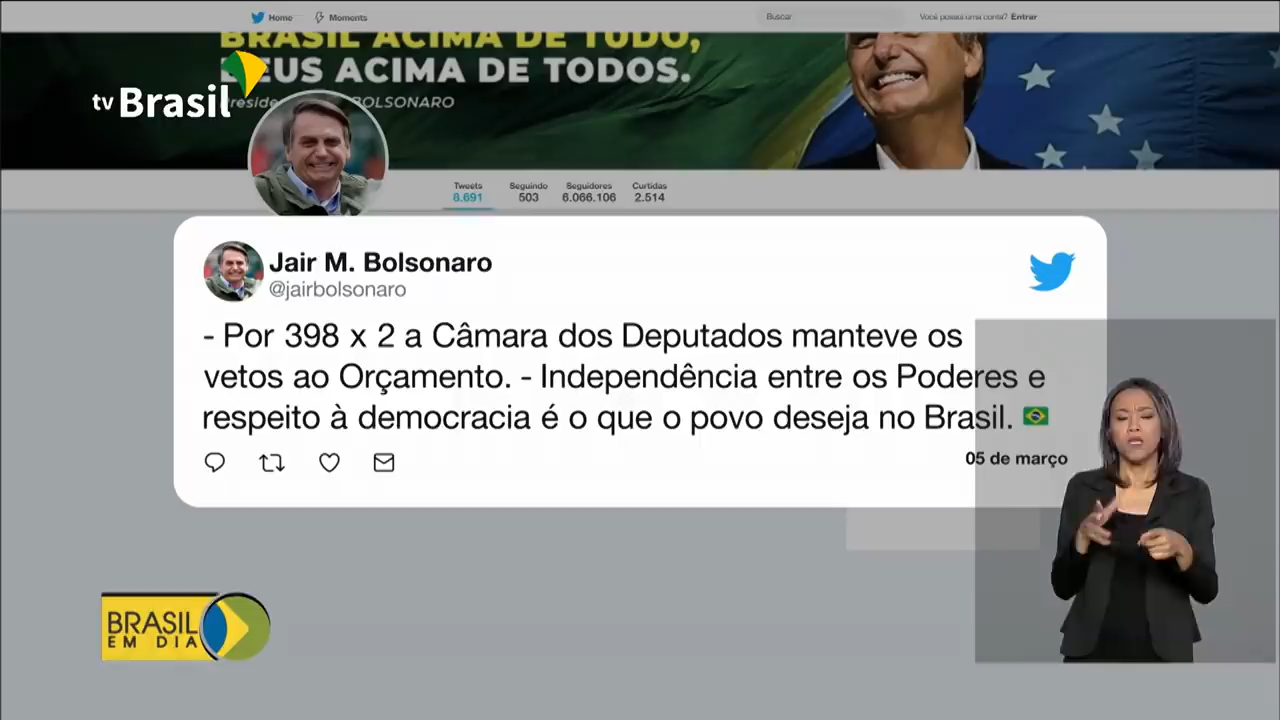 Home
Moments
Buscar
Você possui uma conta? Entrar
BRASIL ACIMA DE TUDO,
DEUS ACIMA DE TODOS.
BOLSONARO
tv Brasil
Tweets Seguindo Seguidores Curtidas
8.691 503 6.066.106 2.514
Jair M. Bolsonaro
@jairbolsonaro
- Por 398 x 2 a Câmara dos Deputados manteve os
vetos ao Orçamento. - Independência entre os Poderes e
respeito à democracia é o que o povo deseja no Brasil. 🇧🇷
05 de março
BRASIL
EM DIA